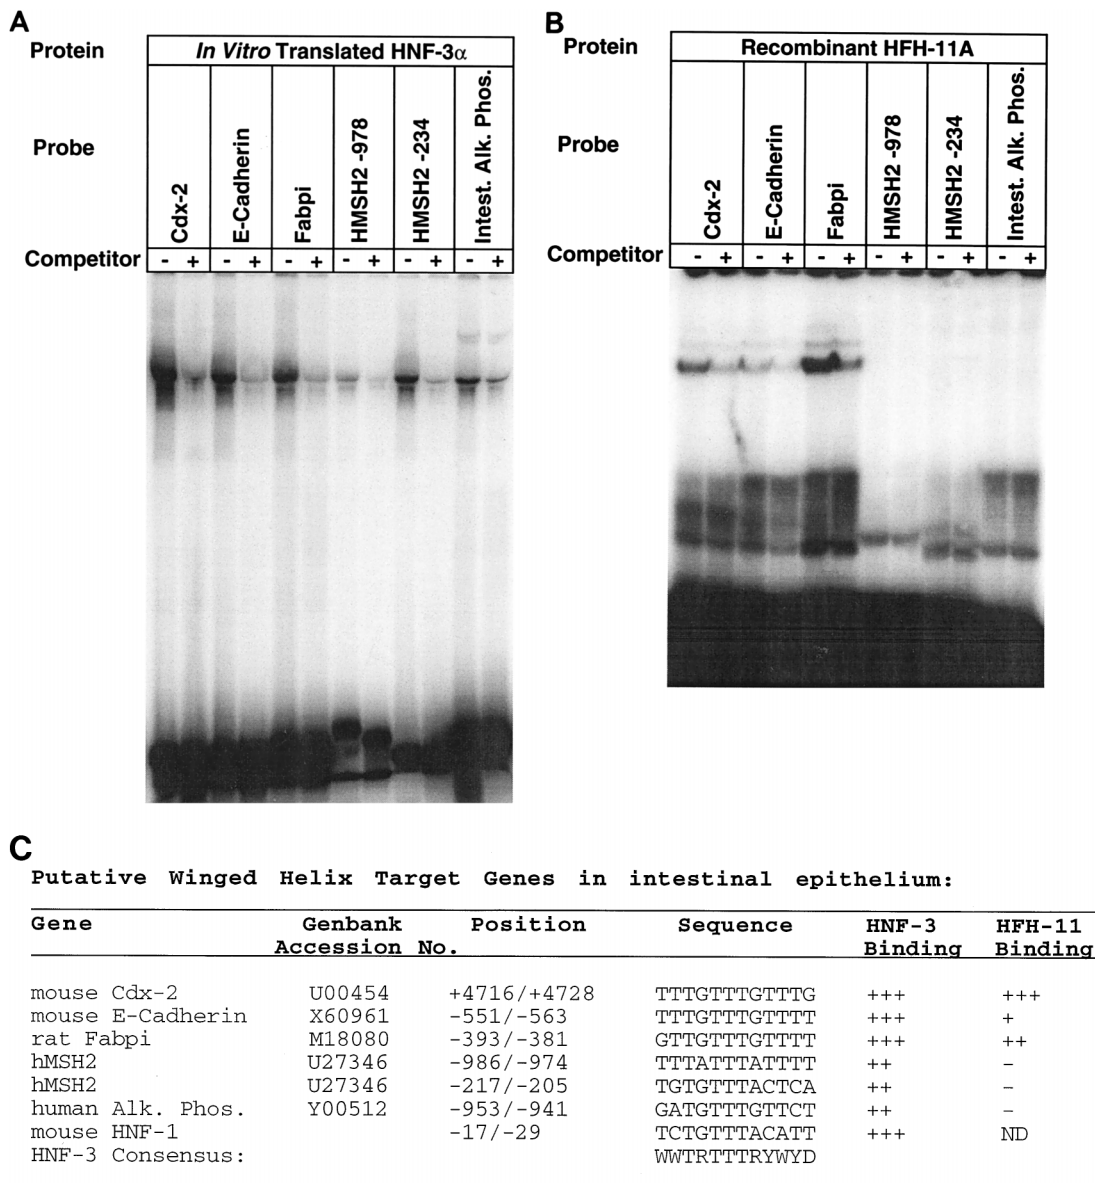 A
Protein
In Vitro Translated HNF-3α
Probe
Cdx-2
E-Cadherin
Fabpi
HMSH2 -978
HMSH2 -234
Intest. Alk. Phos.
Competitor
- + - + - + - + - + - +
B
Protein
Recombinant HFH-11A
Probe
Cdx-2
E-Cadherin
Fabpi
HMSH2 -978
HMSH2 -234
Intest. Alk. Phos.
Competitor
- + - + - + - + - + - +
C
Putative Winged Helix Target Genes in intestinal epithelium:
Gene Genbank Position Sequence HNF-3 HFH-11
Accession No. Binding Binding
mouse Cdx-2 U00454 +4716/+4728 TTTGTTTGTTTG +++ +++
mouse E-Cadherin X60961 -551/-563 TTTGTTTGTTTT +++ +
rat Fabpi M18080 -393/-381 GTTGTTTGTTTT +++ ++
hMSH2 U27346 -986/-974 TTTATTTATTTT ++ -
hMSH2 U27346 -217/-205 TGTGTTTACTCA ++ -
human Alk. Phos. Y00512 -953/-941 GATGTTTGTTCT ++ -
mouse HNF-1 -17/-29 TCTGTTTACATT +++ ND
HNF-3 Consensus: WWTRTTTRYWYD